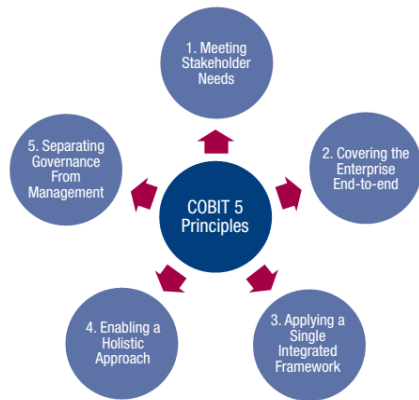 1. Meeting
Stakeholder
Needs
2. Covering the
Enterprise
End-to-end
3. Applying a
Single
Integrated
Framework
4. Enabling a
Holistic
Approach
5. Separating
Governance
From
Management
COBIT 5
Principles